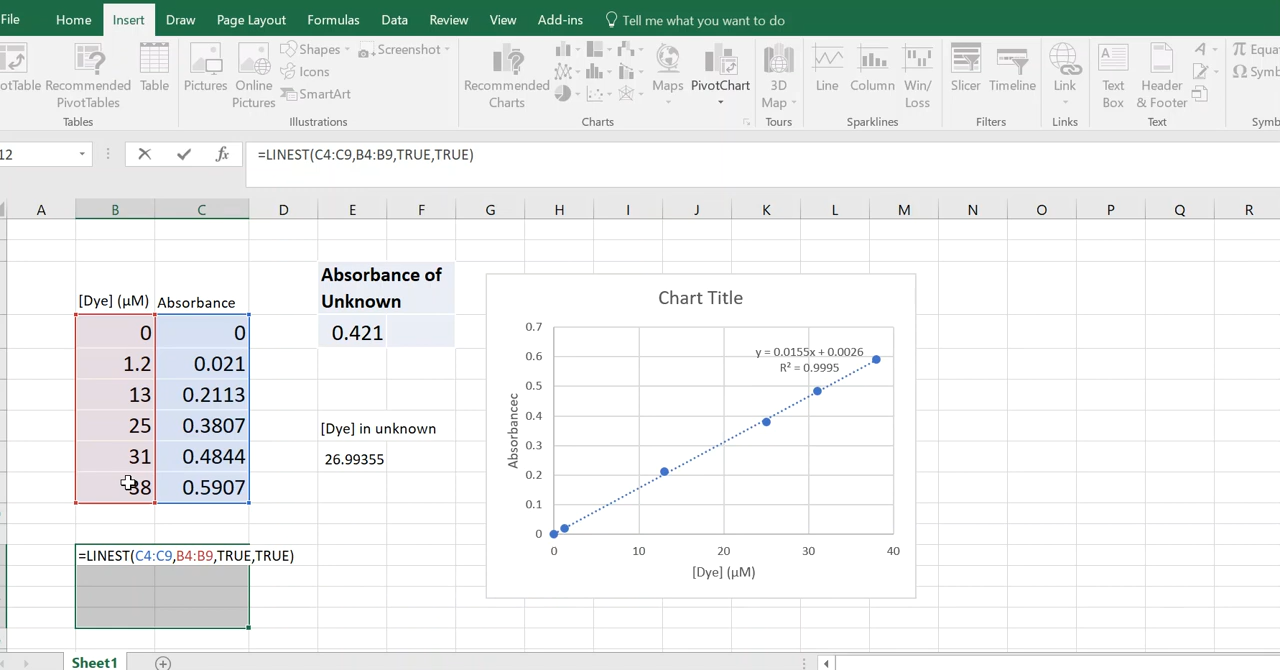 File Home Insert Draw Page Layout Formulas Data Review View Add-ins Tell me what you want to do
Recommended
PivotTables
Table
Pictures
Online
Pictures
Shapes
Icons
SmartArt
Screenshot
Recommended
Charts
Maps
PivotChart
3D
Map
Line
Column
Win/
Loss
Slicer
Timeline
Link
Text
Box
Header
& Footer
Tables Illustrations Charts Tours Sparklines Filters Links Text
12 fx =LINEST(C4:C9,B4:B9,TRUE,TRUE)
A B C D E F G H I J K L M N O P Q R
[Dye] (μM) Absorbance
0 0
1.2 0.021
13 0.2113
25 0.3807
31 0.4844
38 0.5907
=LINEST(C4:C9,B4:B9,TRUE,TRUE)
Absorbance of
Unknown
0.421
[Dye] in unknown
26.99355
Chart Title
0.7
0.6
0.5
0.4
0.3
0.2
0.1
0
y = 0.0155x + 0.0026
R² = 0.9995
Absorbancec
0 10 20 30 40
[Dye] (μM)
Sheet1